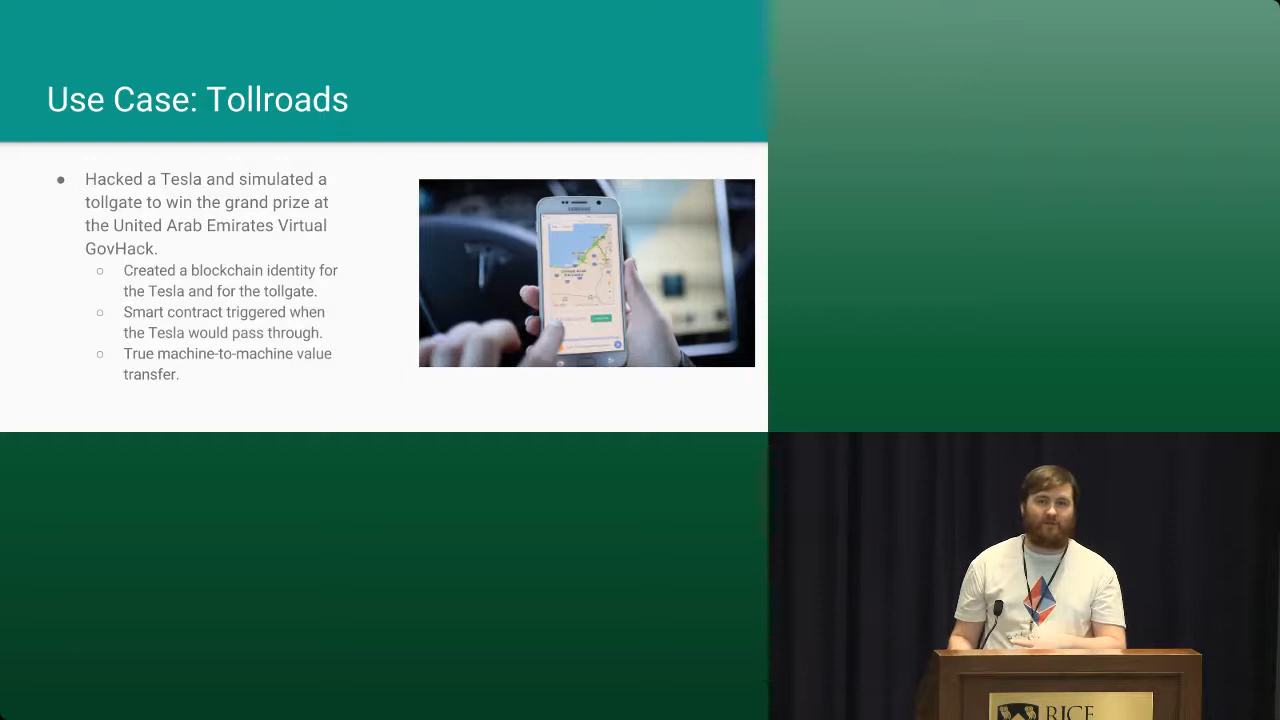 Use Case: Tollroads
● Hacked a Tesla and simulated a
tollgate to win the grand prize at
the United Arab Emirates Virtual
GovHack.
○ Created a blockchain identity for
the Tesla and for the tollgate.
○ Smart contract triggered when
the Tesla would pass through.
○ True machine-to-machine value
transfer.
SAMSUNG
RICE